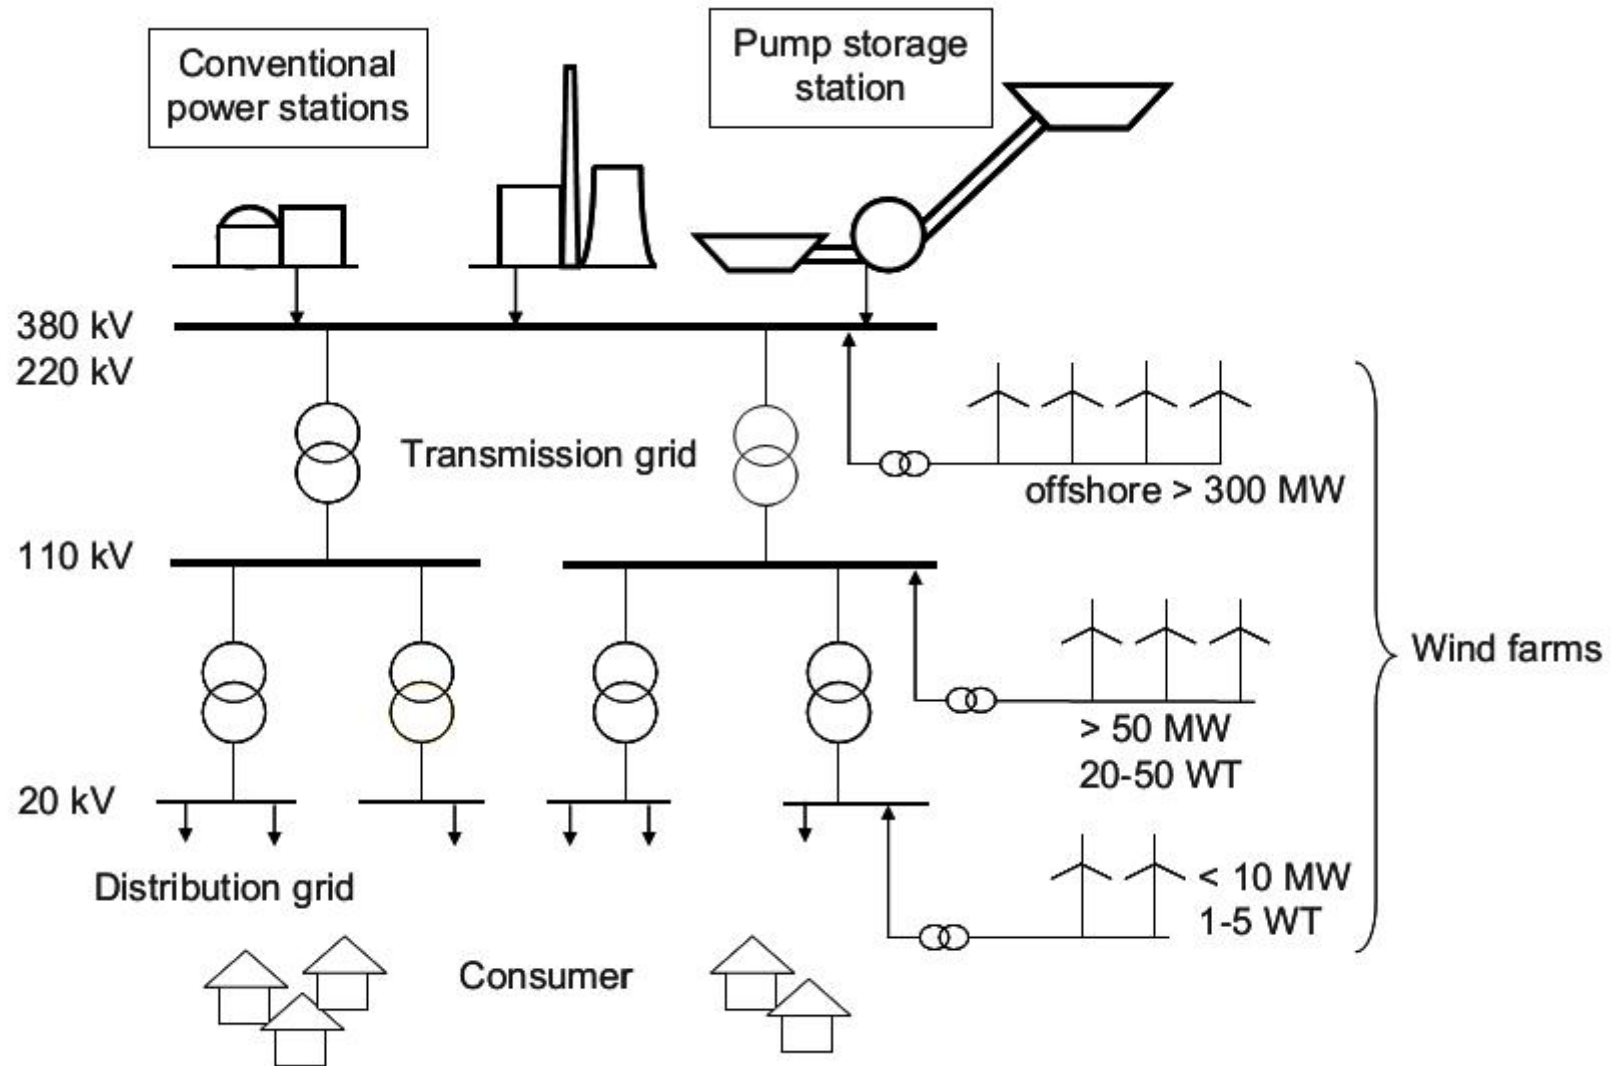 Conventional
power stations
Pump storage
station
380 kV
220 kV
Transmission grid
offshore > 300 MW
110 kV
Wind farms
> 50 MW
20-50 WT
20 kV
< 10 MW
1-5 WT
Distribution grid
Consumer